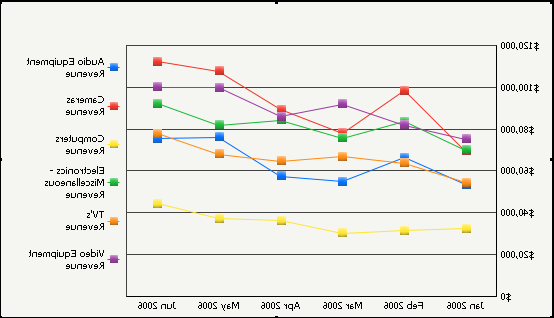 $120,000
$100,000
$80,000
$60,000
$40,000
$20,000
$0
Jan 2006
Feb 2006
Mar 2006
Apr 2006
May 2006
Jun 2006
Audio Equipment
Revenue
Cameras
Revenue
Computers
Revenue
Electronics -
Miscellaneous
Revenue
TV's
Revenue
Video Equipment
Revenue